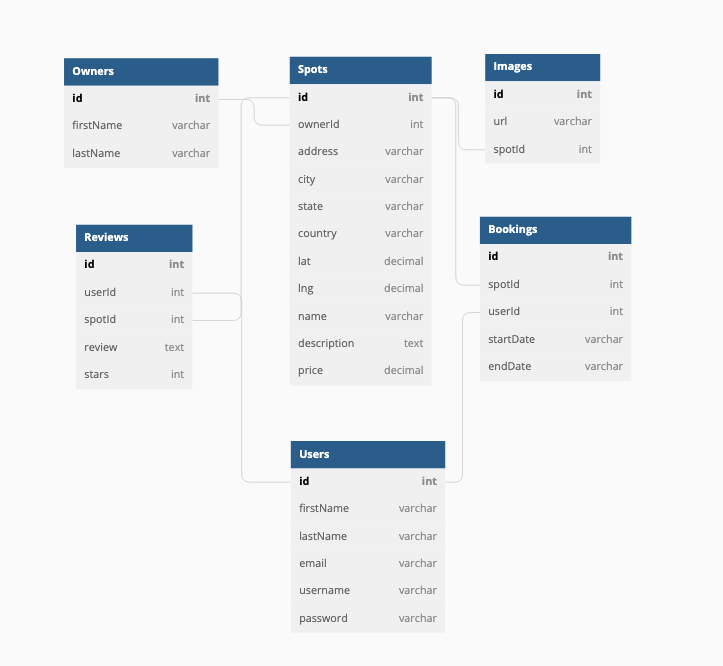 Owners
id int
firstName varchar
lastName varchar
Spots
id int
ownerId int
address varchar
city varchar
state varchar
country varchar
lat decimal
lng decimal
name varchar
description text
price decimal
Images
id int
url varchar
spotId int
Reviews
id int
userId int
spotId int
review text
stars int
Bookings
id int
spotId int
userId int
startDate varchar
endDate varchar
Users
id int
firstName varchar
lastName varchar
email varchar
username varchar
password varchar